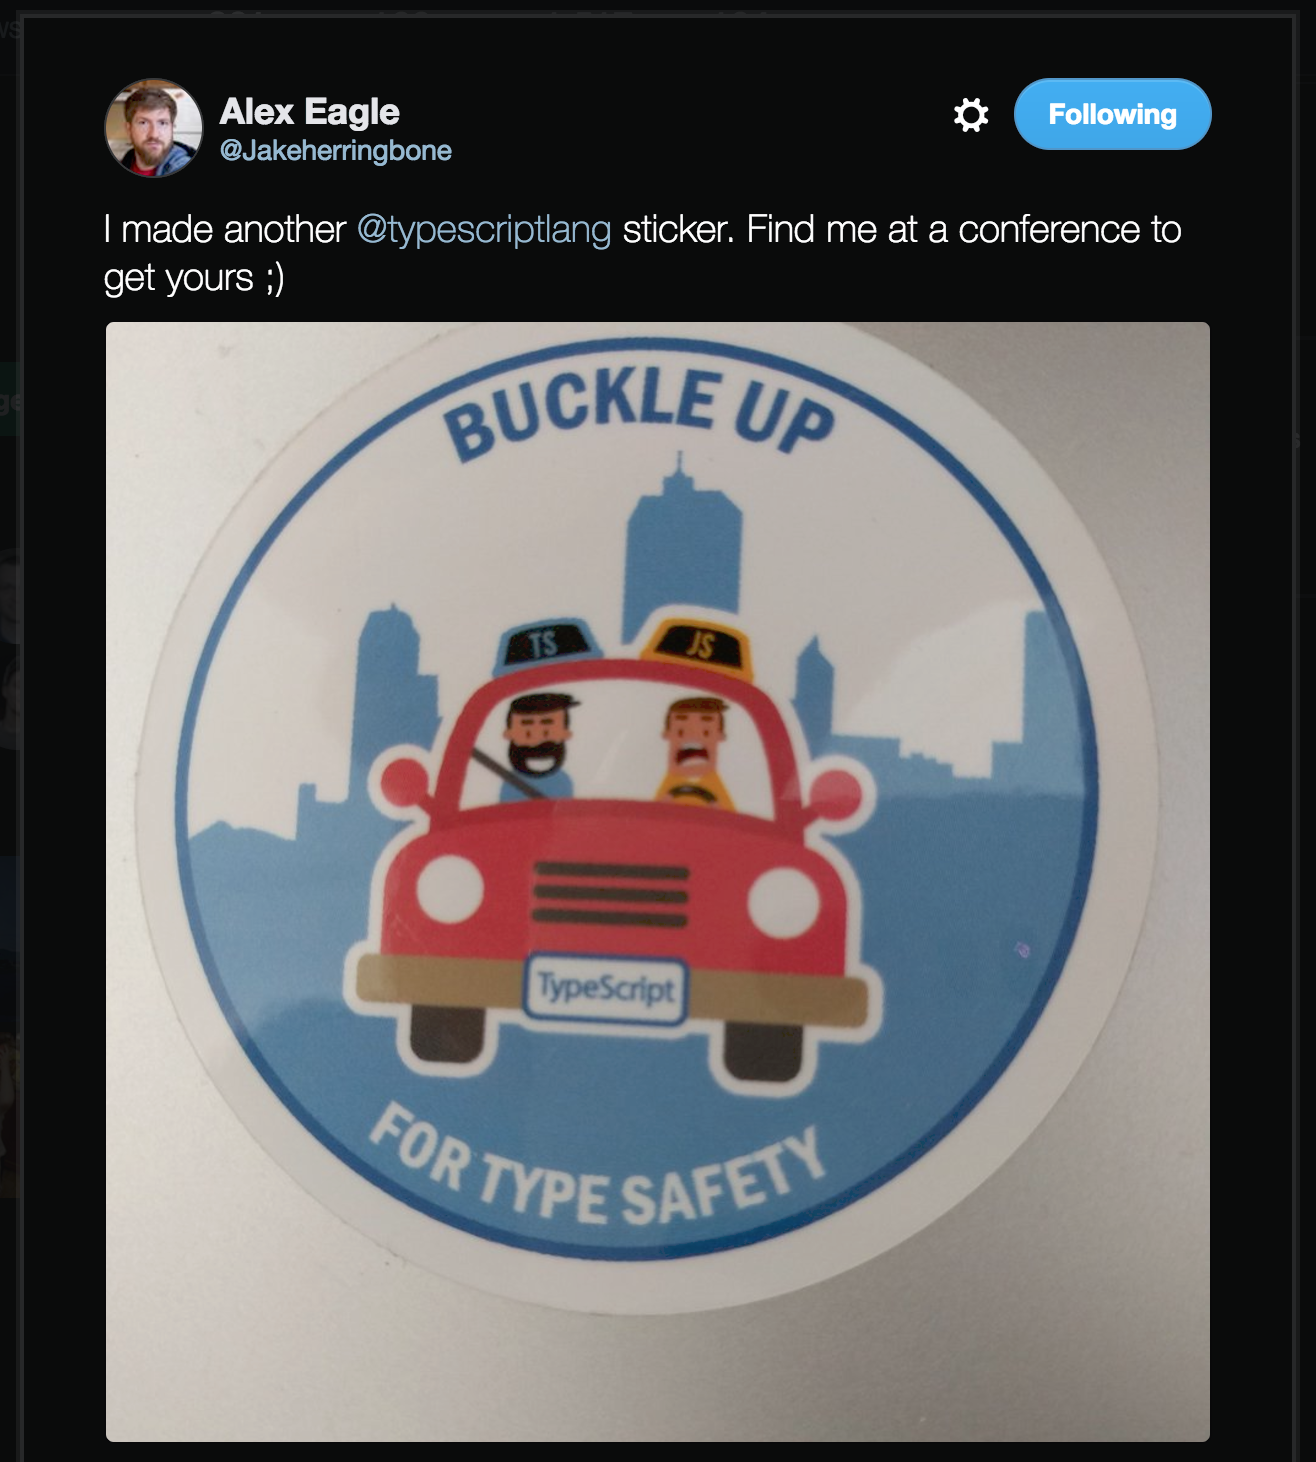 Alex Eagle
@Jakeherringbone
Following
I made another @typescriptlang sticker. Find me at a conference to
get yours ;)
BUCKLE UP
TS
JS
TypeScript
FOR TYPE SAFETY